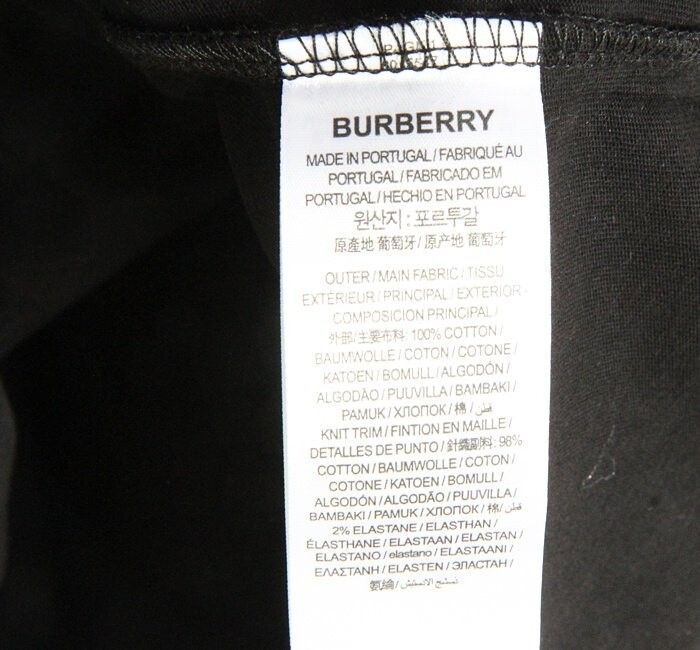 BURBERRY
MADE IN PORTUGAL / FABRIQUÉ AU
PORTUGAL / FABRICADO EM
PORTUGAL / HECHO EN PORTUGAL
원산지 : 포르투갈
原產地 葡萄牙 / 原产地 葡萄牙
OUTER / MAIN FABRIC / TISSU
EXTÉRIEUR / PRINCIPAL / EXTERIOR -
COMPOSICIÓN PRINCIPAL /
外部/主要布料: 100% COTTON /
BAUMWOLLE / COTON / COTONE /
KATOEN / BOMULL / ALGODÓN /
ALGODÃO / PUUVILLA / BAMBAKI /
PAMUK / ХЛОПОК / 棉 / قطن
KNIT TRIM / FINTION EN MAILLE /
DETALLES DE PUNTO / 針織副料: 98%
COTTON / BAUMWOLLE / COTON /
COTONE / KATOEN / BOMULL /
ALGODÓN / ALGODÃO / PUUVILLA /
BAMBAKI / PAMUK / ХЛОПОК / 棉/ قطن
2% ELASTANE / ELASTHAN /
ÉLASTHANE / ELASTAAN / ELASTAN /
ELASTANO / elastano / ELASTAANI /
ΕΛΑΣΤΑΝΗ / ELASTEN / ЭЛАСТАН /
氨綸/